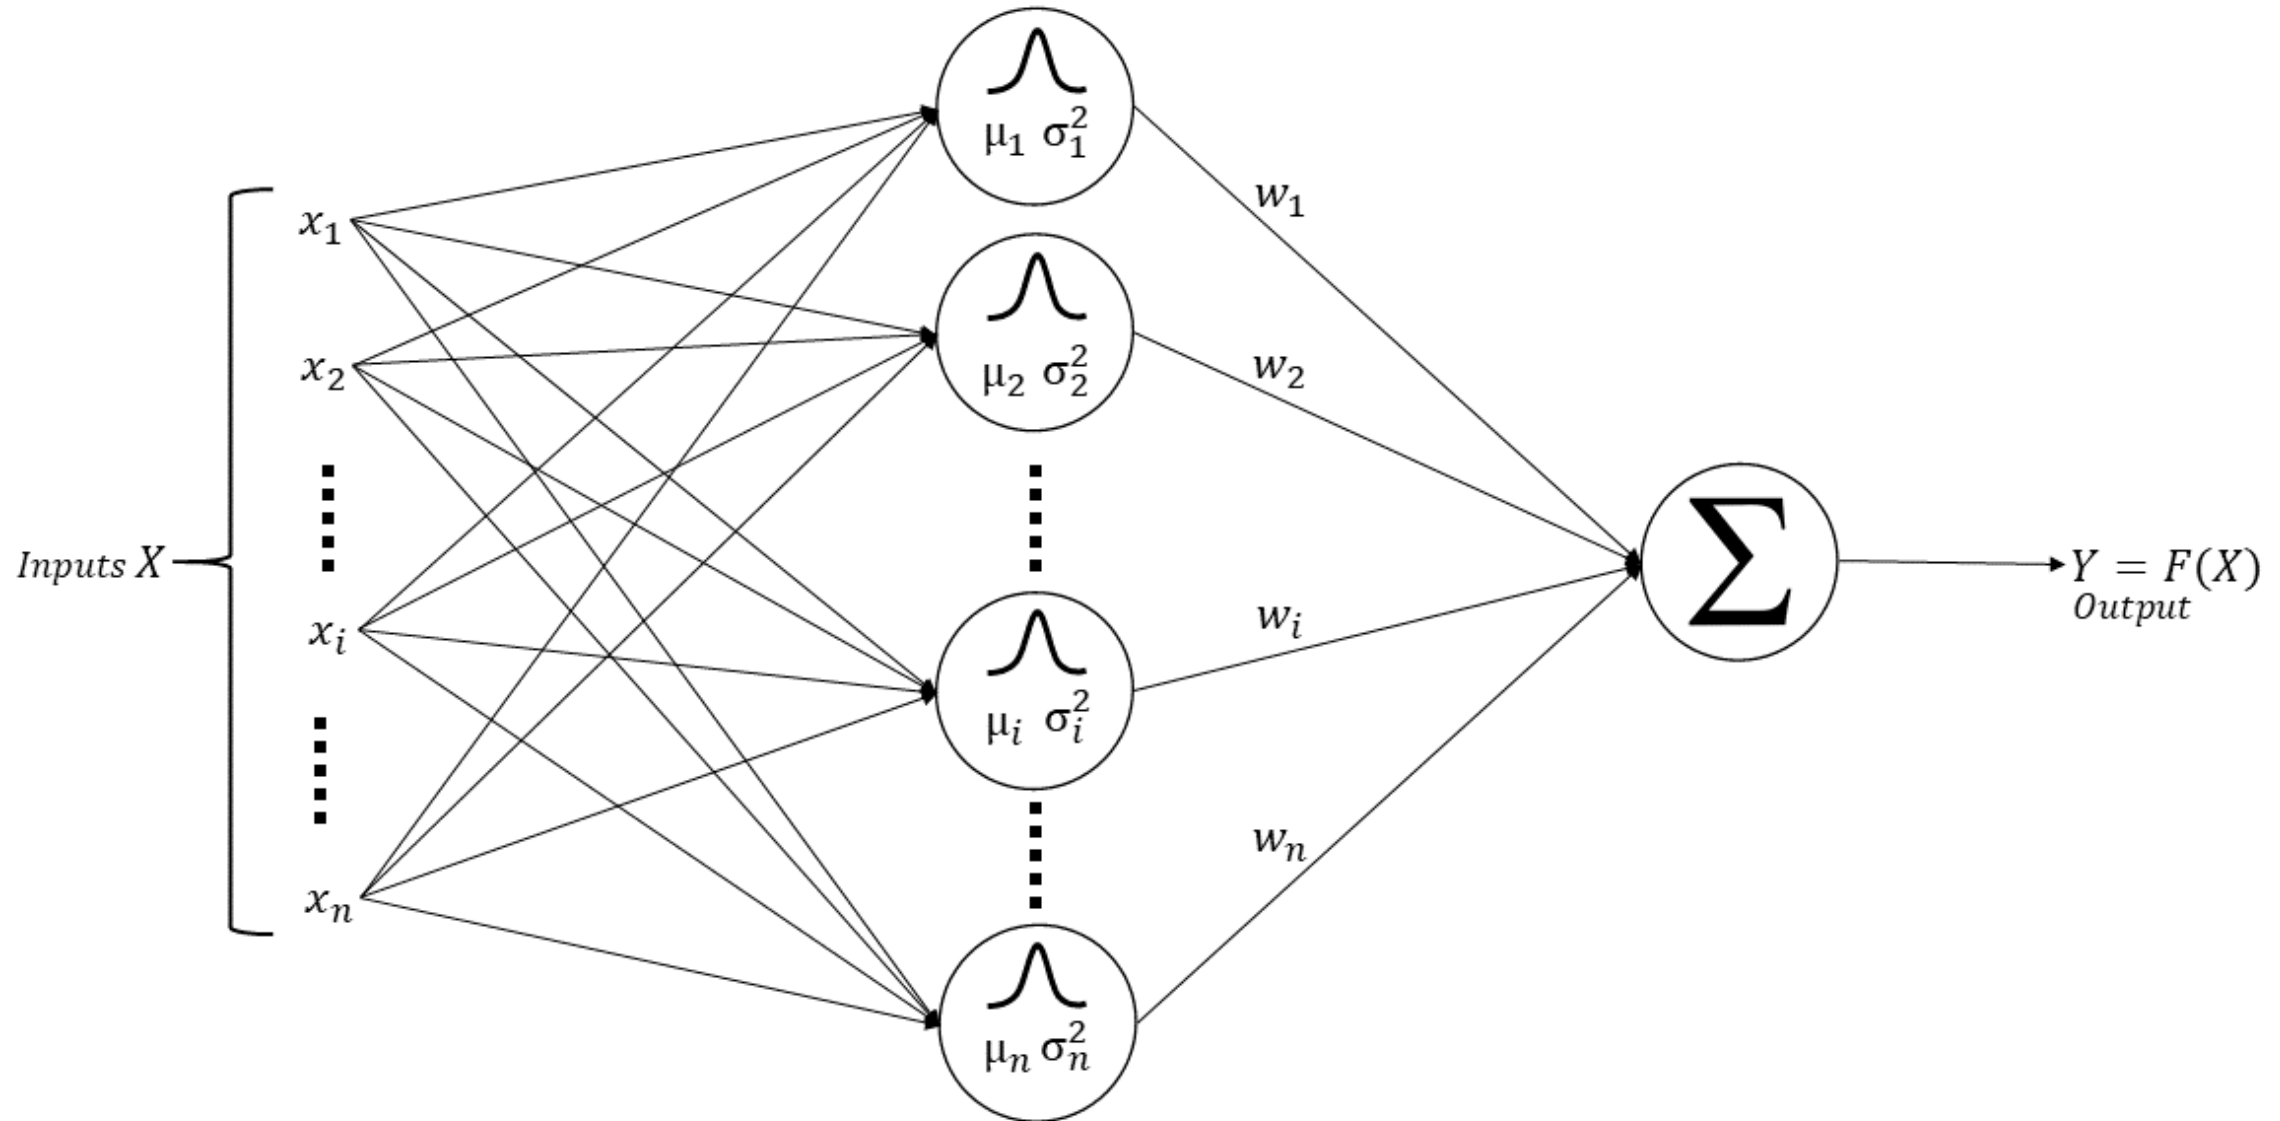 μ₁ σ₁²
w₁
x₁
μ₂ σ₂²
w₂
x₂
Inputs X
∑
Y = F(X)
Output
xᵢ
wᵢ
μᵢ σᵢ²
wₙ
xₙ
μₙ σₙ²